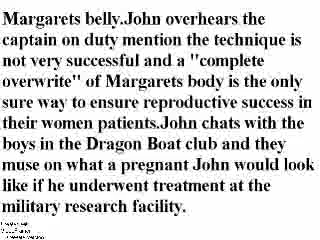 Margarets belly.John overhears the
captain on duty mention the technique is
not very successful and a "complete
overwrite" of Margarets body is the only
sure way to ensure reproductive success in
their women patients.John chats with the
boys in the Dragon Boat club and they
muse on what a pregnant John would look
like if he underwent treatment at the
military research facility.